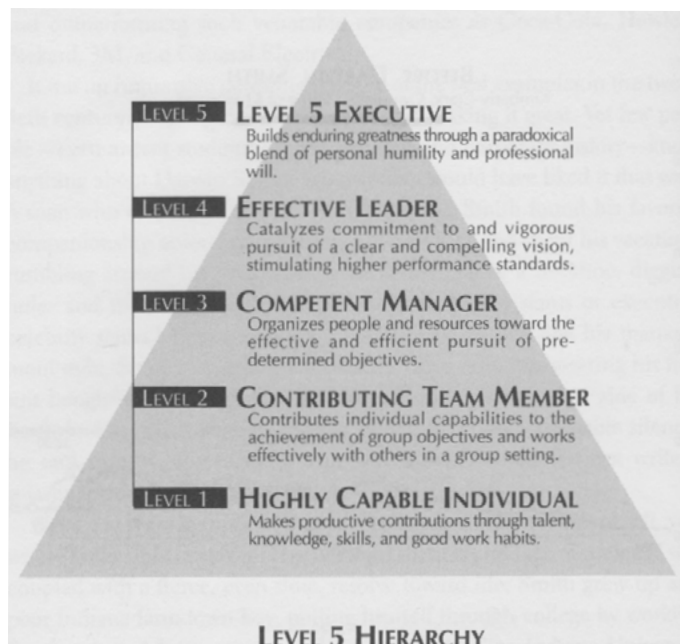 LEVEL 5 LEVEL 5 EXECUTIVE
Builds enduring greatness through a paradoxical
blend of personal humility and professional
will.
LEVEL 4 EFFECTIVE LEADER
Catalyzes commitment to and vigorous
pursuit of a clear and compelling vision,
stimulating higher performance standards.
LEVEL 3 COMPETENT MANAGER
Organizes people and resources toward the
effective and efficient pursuit of pre-
determined objectives.
LEVEL 2 CONTRIBUTING TEAM MEMBER
Contributes individual capabilities to the
achievement of group objectives and works
effectively with others in a group setting.
LEVEL 1 HIGHLY CAPABLE INDIVIDUAL
Makes productive contributions through talent,
knowledge, skills, and good work habits.
LEVEL 5 HIERARCHY